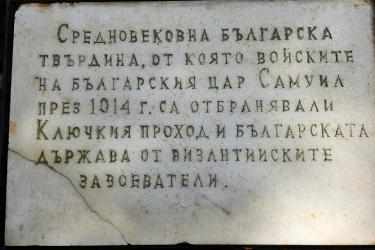 Средновековна българска
твърдина, от която войските
на българския цар Самуил
през 1014 г. са отбранявали
Ключкия проход и българската
държава от византииските
завоеватели.